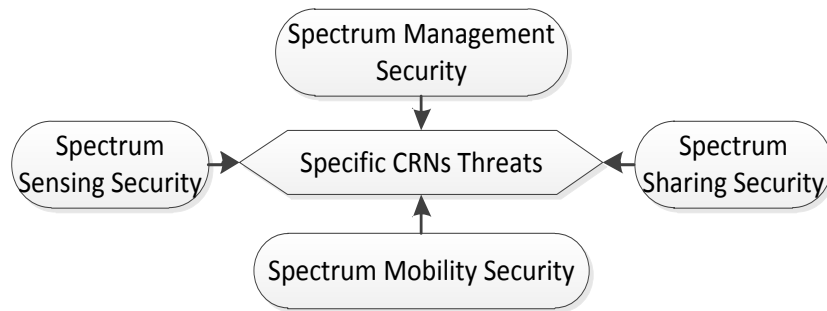 Spectrum Management
Security
Spectrum
Sensing Security
Specific CRNs Threats
Spectrum
Sharing Security
Spectrum Mobility Security